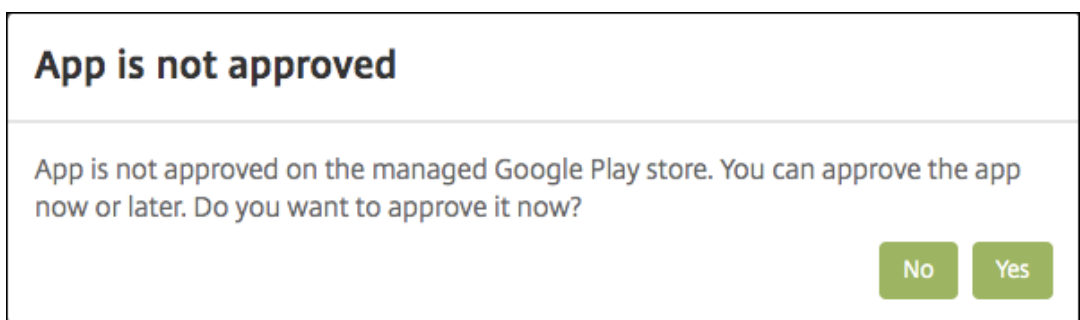 App is not approved
App is not approved on the managed Google Play store. You can approve the app
now or later. Do you want to approve it now?
No Yes